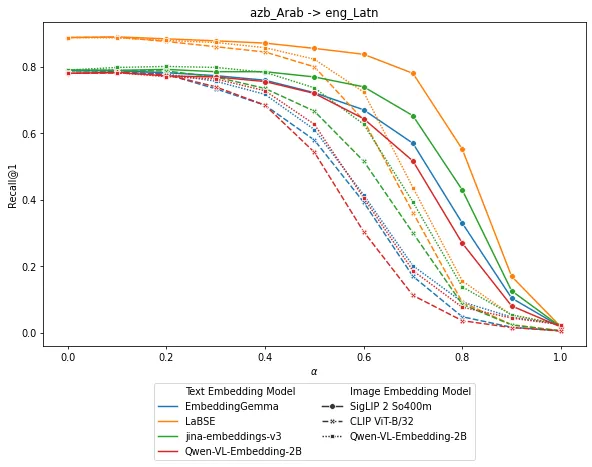 azb_Arab -> eng_Latn
Recall@1
0.8
0.6
0.4
0.2
0.0
0.0 0.2 0.4 0.6 0.8 1.0
α
Text Embedding Model Image Embedding Model
EmbeddingGemma SigLIP 2 So400m
LaBSE CLIP ViT-B/32
jina-embeddings-v3 Qwen-VL-Embedding-2B
Qwen-VL-Embedding-2B